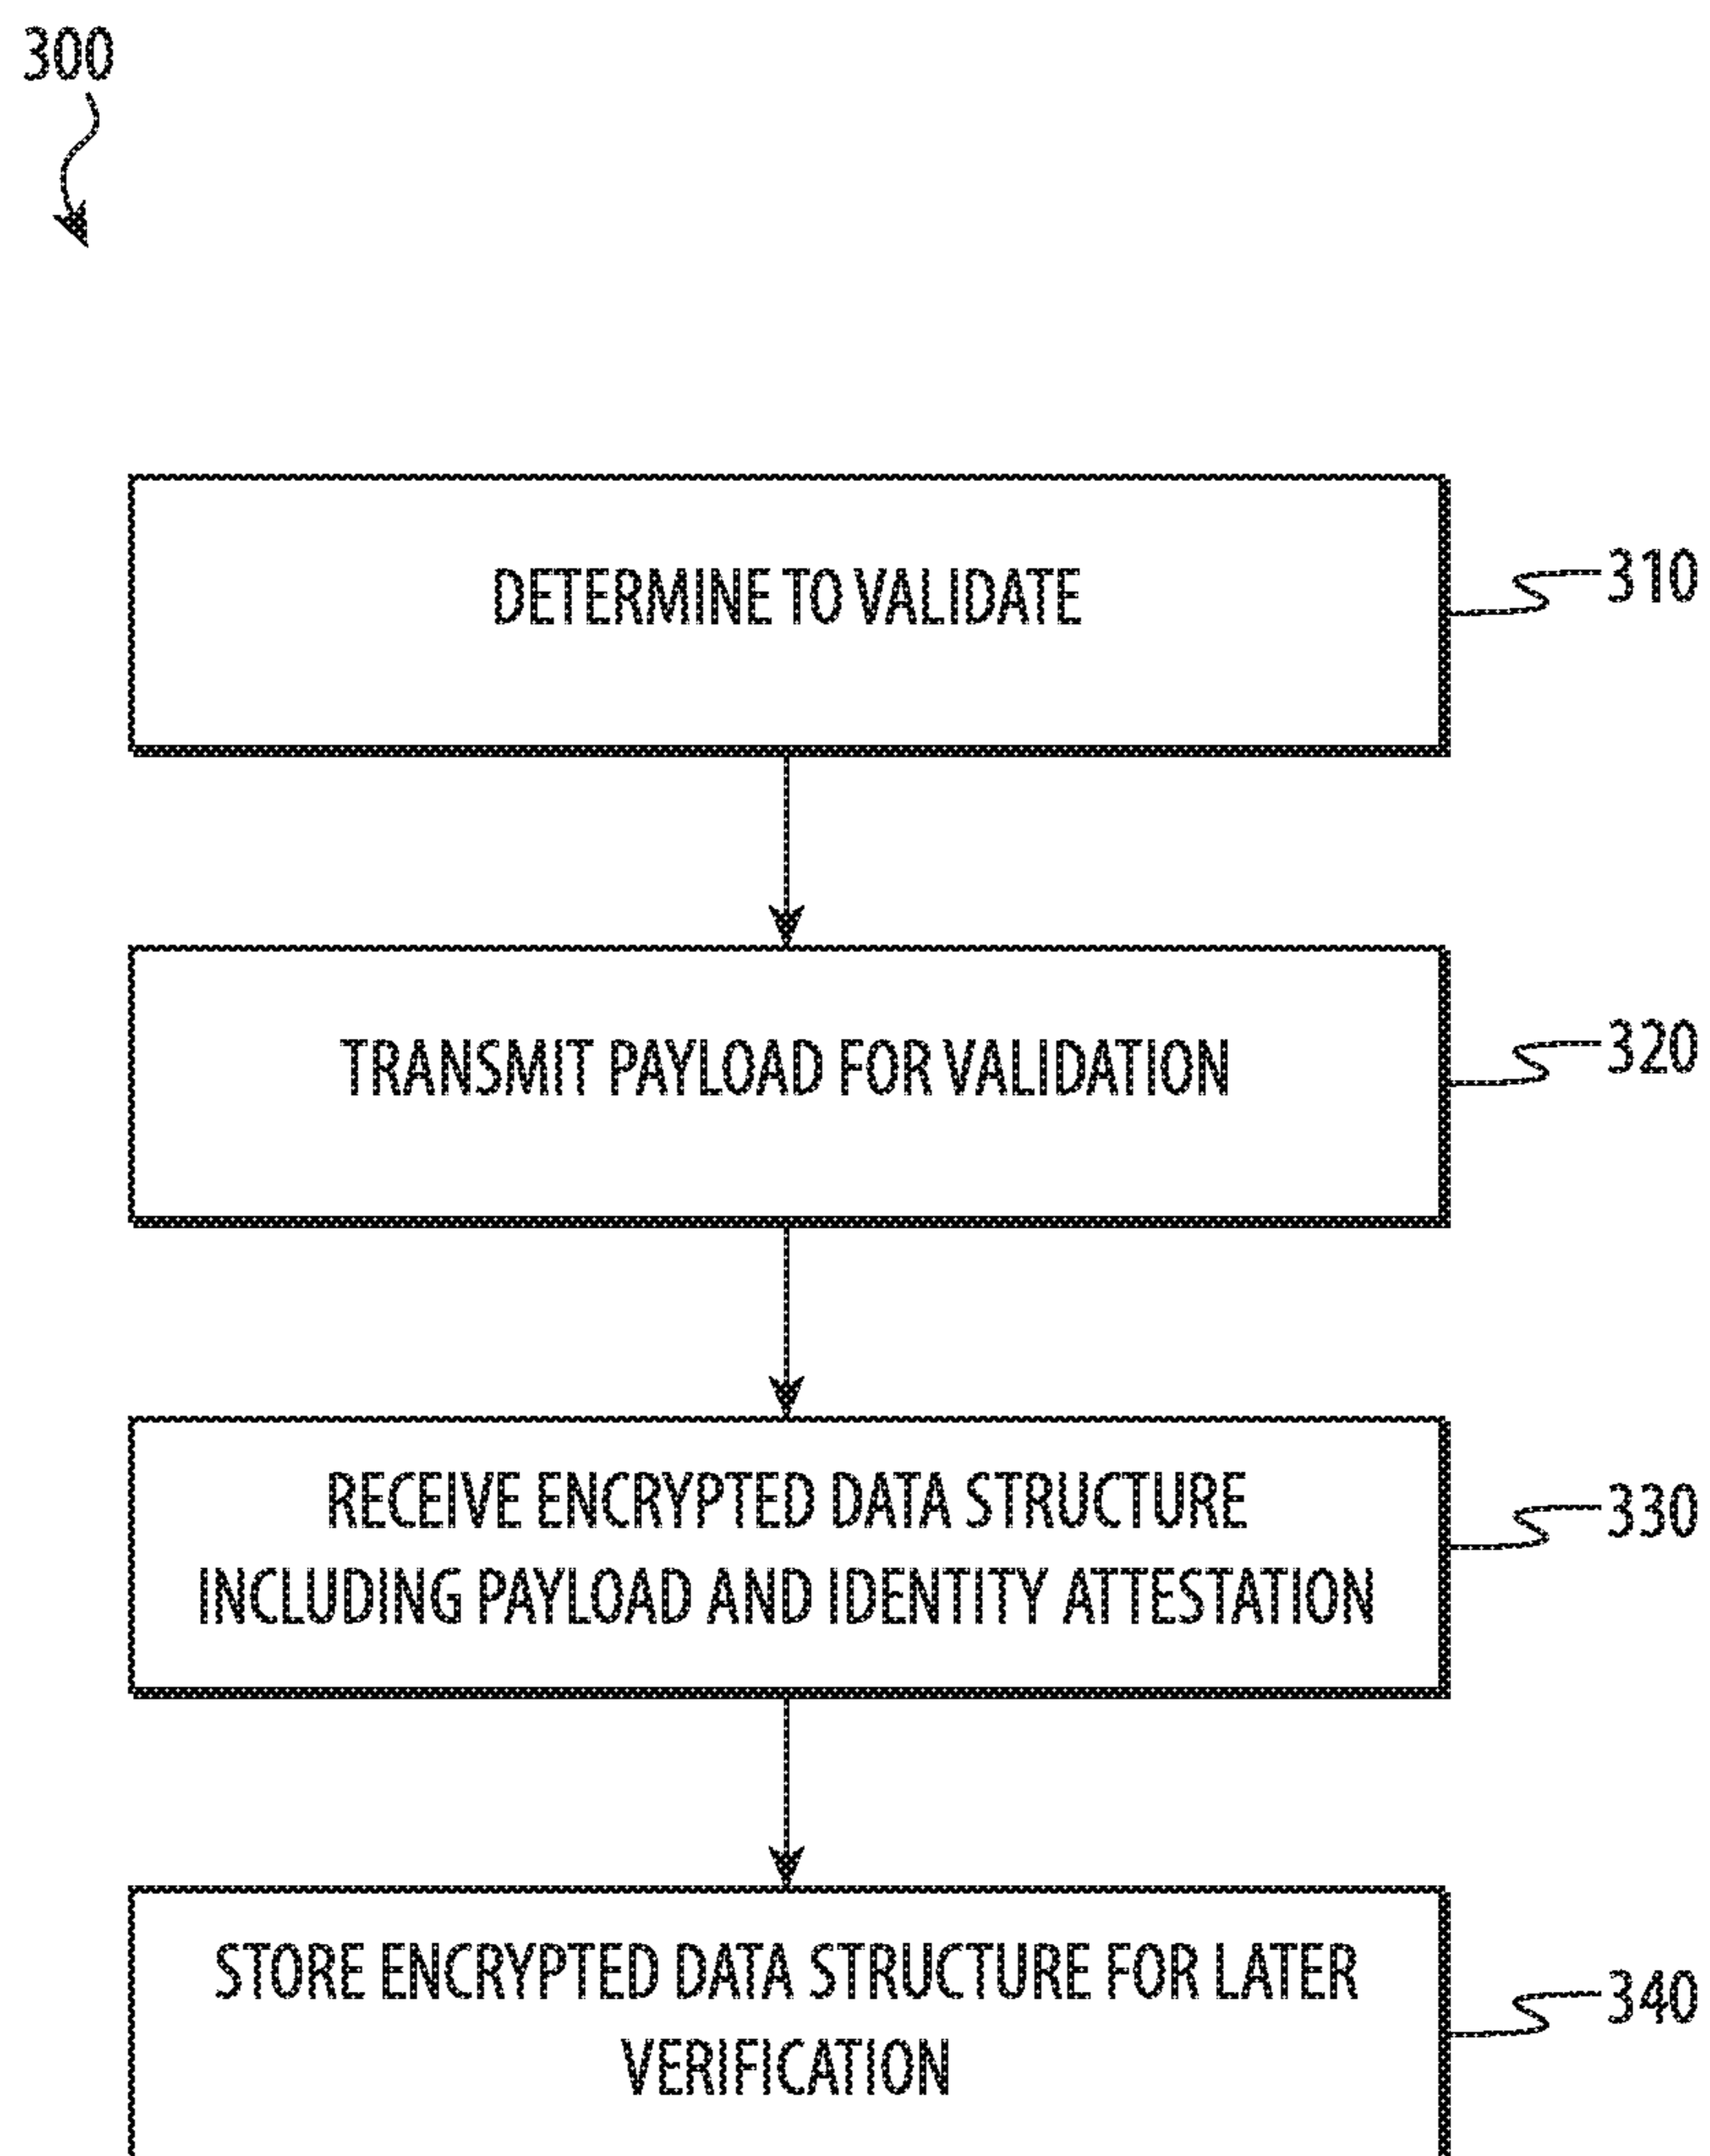 300
DETERMINE TO VALIDATE
310
TRANSMIT PAYLOAD FOR VALIDATION
320
RECEIVE ENCRYPTED DATA STRUCTURE
INCLUDING PAYLOAD AND IDENTITY ATTESTATION
330
STORE ENCRYPTED DATA STRUCTURE FOR LATER
VERIFICATION
340